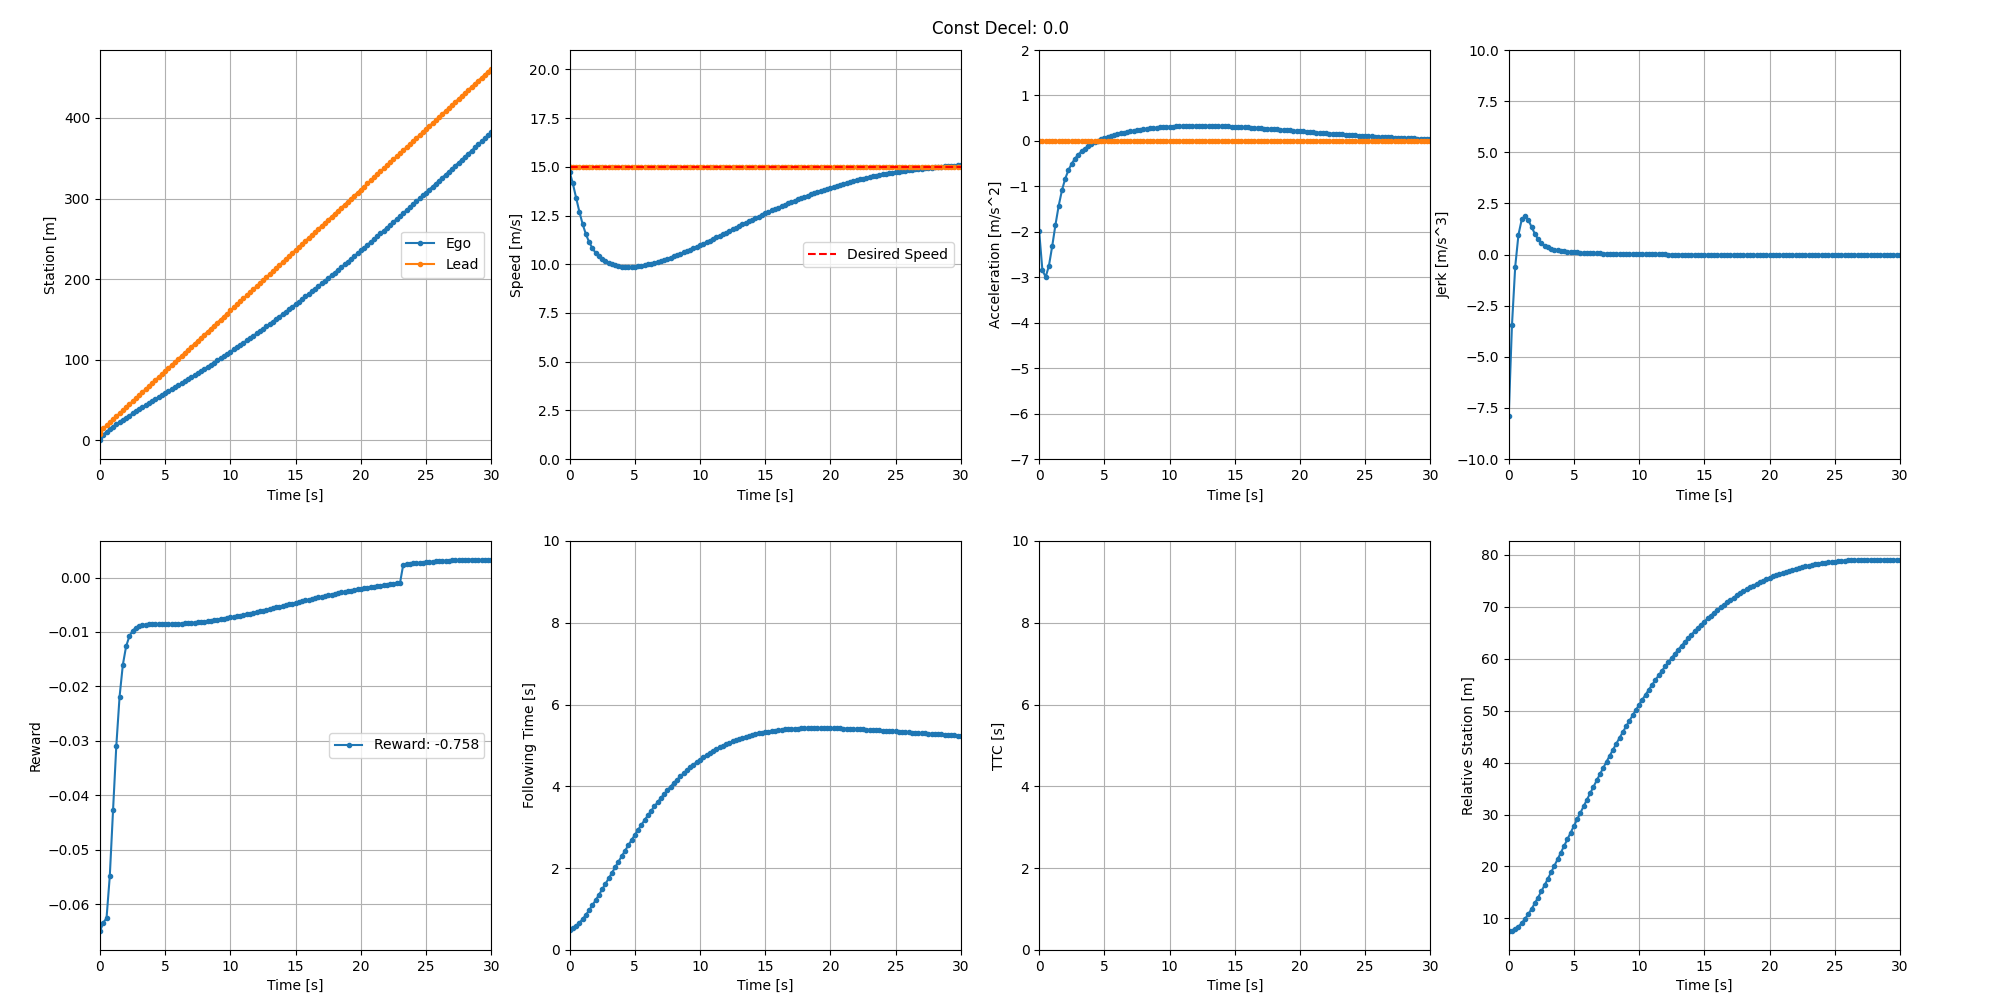 Const Decel: 0.0
Station [m]
400
300
200
100
0
0 5 10 15 20 25 30
Time [s]
Ego
Lead
Speed [m/s]
20.0
17.5
15.0
12.5
10.0
7.5
5.0
2.5
0.0
0 5 10 15 20 25 30
Time [s]
Desired Speed
Acceleration [m/s^2]
2
1
0
−1
−2
−3
−4
−5
−6
−7
0 5 10 15 20 25 30
Time [s]
Jerk [m/s^3]
10.0
7.5
5.0
2.5
0.0
−2.5
−5.0
−7.5
−10.0
0 5 10 15 20 25 30
Time [s]
Reward
0.00
−0.01
−0.02
−0.03
−0.04
−0.05
−0.06
0 5 10 15 20 25 30
Time [s]
Reward: -0.758
Following Time [s]
10
8
6
4
2
0
0 5 10 15 20 25 30
Time [s]
TTC [s]
10
8
6
4
2
0
0 5 10 15 20 25 30
Time [s]
Relative Station [m]
80
70
60
50
40
30
20
10
0 5 10 15 20 25 30
Time [s]